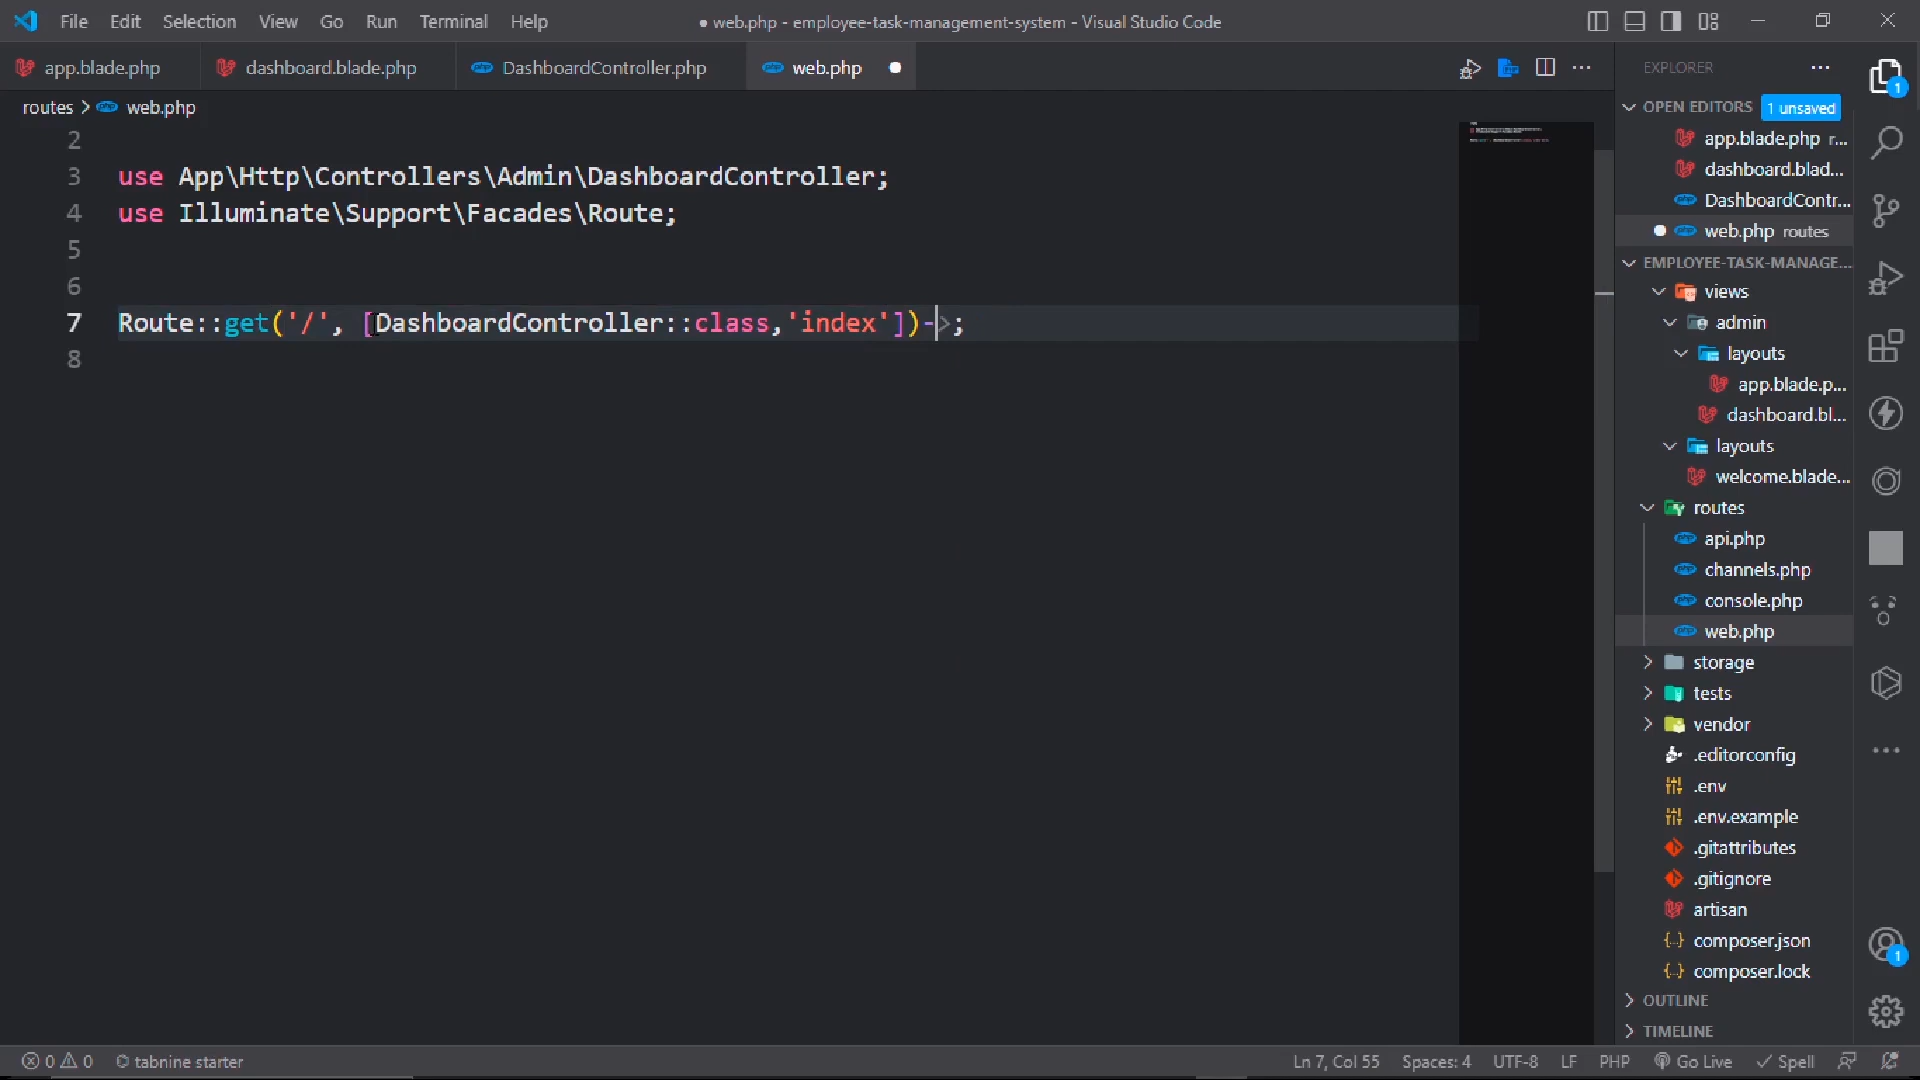 File Edit Selection View Go Run Terminal Help
● web.php - employee-task-management-system - Visual Studio Code
app.blade.php
dashboard.blade.php
DashboardController.php
web.php
routes > web.php
2
3 use App\Http\Controllers\Admin\DashboardController;
4 use Illuminate\Support\Facades\Route;
5
6
7 Route::get('/', [DashboardController::class,'index'])->;
8
EXPLORER
OPEN EDITORS 1 unsaved
app.blade.php r...
dashboard.blad...
DashboardContr...
web.php routes
EMPLOYEE-TASK-MANAGE...
views
admin
layouts
app.blade.p...
dashboard.bl...
layouts
welcome.blade...
routes
api.php
channels.php
console.php
web.php
storage
tests
vendor
.editorconfig
.env
.env.example
.gitattributes
.gitignore
artisan
composer.json
composer.lock
OUTLINE
TIMELINE
1
1
0 0 tabnine starter
Ln 7, Col 55 Spaces: 4 UTF-8 LF PHP Go Live Spell